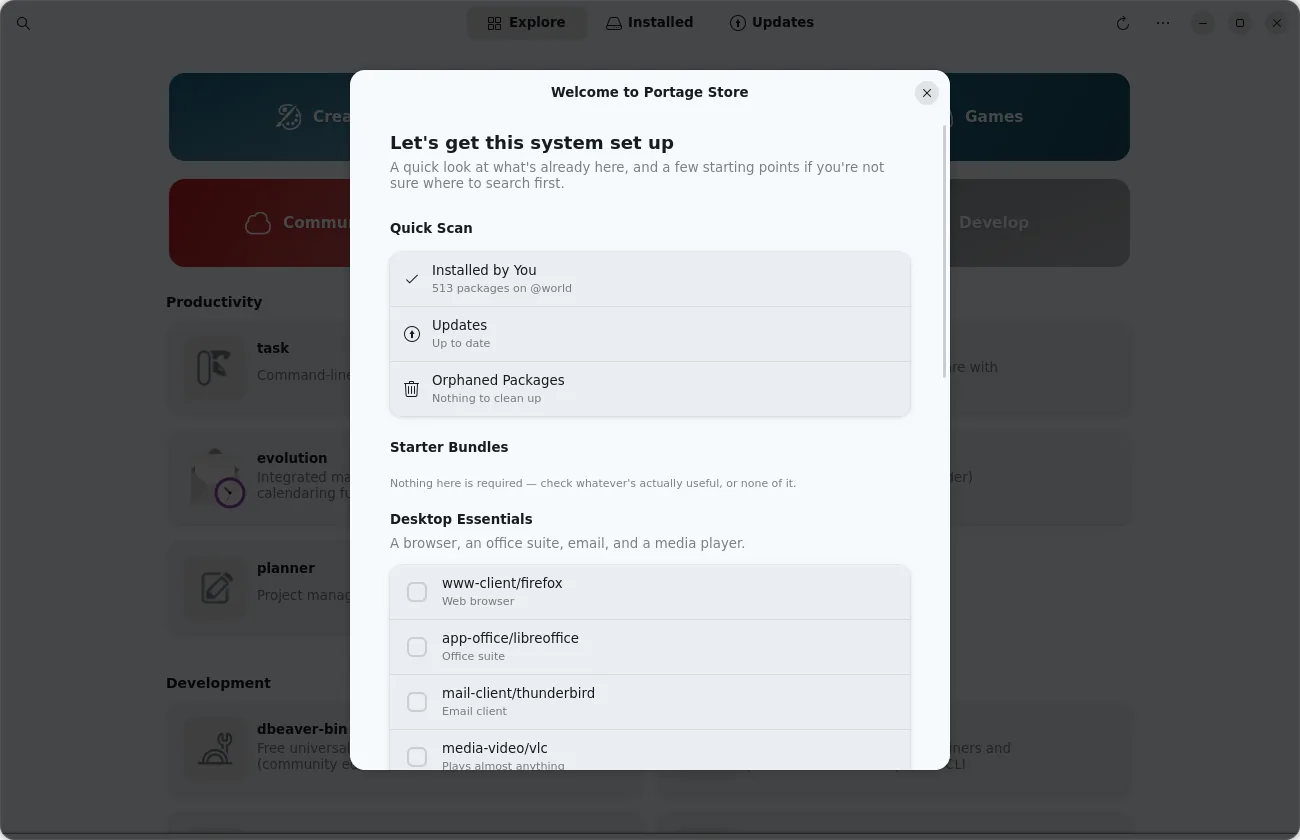 Explore
Installed
Updates
Welcome to Portage Store
Games
Let's get this system set up
A quick look at what's already here, and a few starting points if you're not
sure where to search first.
Develop
Quick Scan
Installed by You
513 packages on @world
Updates
Up to date
Orphaned Packages
Nothing to clean up
Starter Bundles
Nothing here is required — check whatever's actually useful, or none of it.
Desktop Essentials
A browser, an office suite, email, and a media player.
www-client/firefox
Web browser
app-office/libreoffice
Office suite
mail-client/thunderbird
Email client
media-video/vlc
Plays almost anything
Productivity
task
with
evolution
Integrated
planner
Project
Development
dbeaver-bin
Free
(community
and
CLI